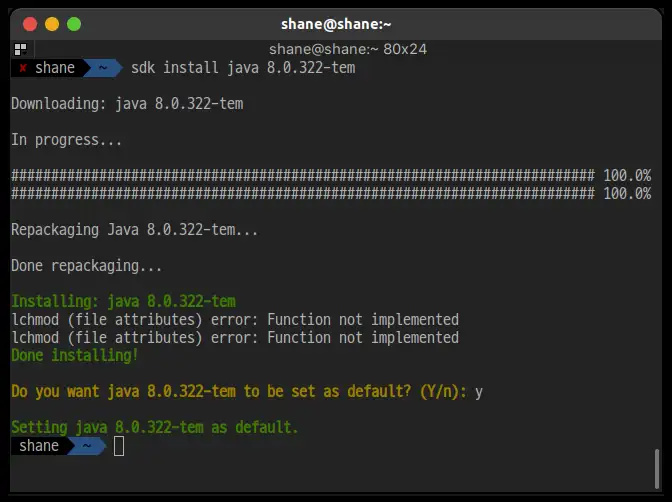 shane@shane:~
shane@shane:~ 80x24
✘ shane ~ sdk install java 8.0.322-tem
Downloading: java 8.0.322-tem
In progress...
######################################################################### 100.0%
######################################################################### 100.0%
Repackaging Java 8.0.322-tem...
Done repackaging...
Installing: java 8.0.322-tem
lchmod (file attributes) error: Function not implemented
lchmod (file attributes) error: Function not implemented
Done installing!
Do you want java 8.0.322-tem to be set as default? (Y/n): y
Setting java 8.0.322-tem as default.
shane ~